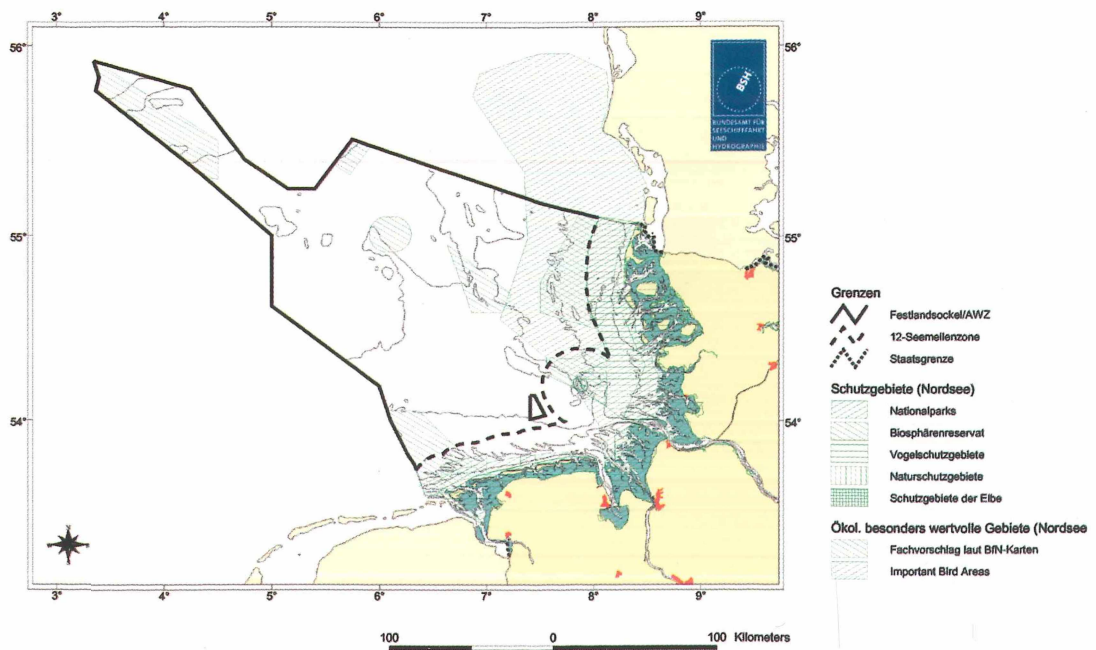 3° 4° 5° 6° 7° 8° 9°
56° 56°
BSH
BUNDESAMT FÜR
SEESCHIFFFAHRT
UND
HYDROGRAPHIE
55° 55°
54° 54°
3° 4° 5° 6° 7° 8° 9°
100 0 100 Kilometers
Grenzen
Festlandsockel/AWZ
12-Seemeilenzone
Staatsgrenze
Schutzgebiete (Nordsee)
Nationalparks
Biosphärenreservat
Vogelschutzgebiete
Naturschutzgebiete
Schutzgebiete der Elbe
Ökol. besonders wertvolle Gebiete (Nordsee
Fachvorschlag laut BfN-Karten
Important Bird Areas